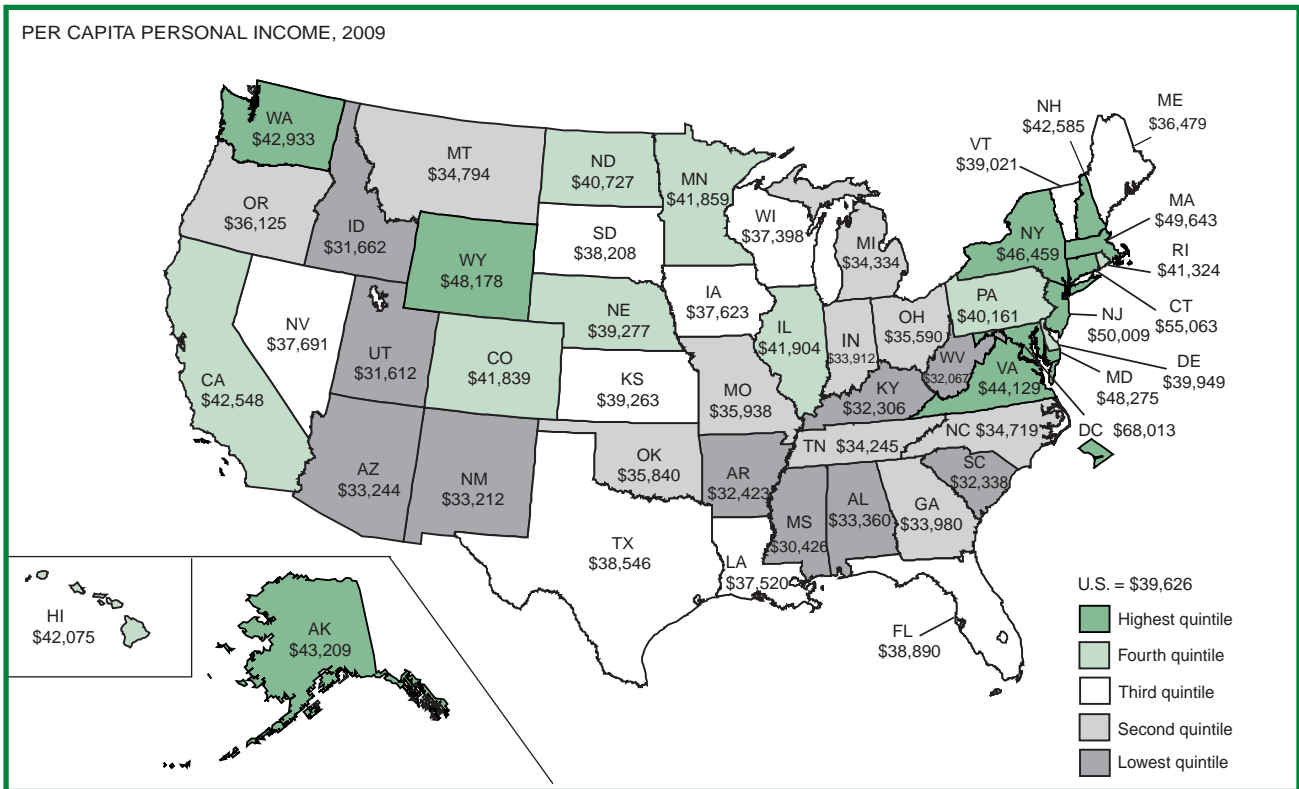 PER CAPITA PERSONAL INCOME, 2009
WA
$42,933
MT
$34,794
ND
$40,727
MN
$41,859
NH
$42,585
ME
$36,479
VT
$39,021
OR
$36,125
ID
$31,662
WY
$48,178
SD
$38,208
WI
$37,398
MI
$34,334
NY
$46,459
MA
$49,643
RI
$41,324
CT
$55,063
NJ
$50,009
DE
$39,949
MD
$48,275
DC $68,013
NV
$37,691
UT
$31,612
CO
$41,839
NE
$39,277
IA
$37,623
IL
$41,904
IN
$33,912
OH
$35,590
PA
$40,161
WV
$32,067
VA
$44,129
CA
$42,548
KS
$39,263
MO
$35,938
KY
$32,306
TN $34,245
NC $34,719
AZ
$33,244
NM
$33,212
OK
$35,840
AR
$32,423
SC
$32,338
MS
$30,426
AL
$33,360
GA
$33,980
TX
$38,546
LA
$37,520
FL
$38,890
HI
$42,075
AK
$43,209
U.S. = $39,626
Highest quintile
Fourth quintile
Third quintile
Second quintile
Lowest quintile